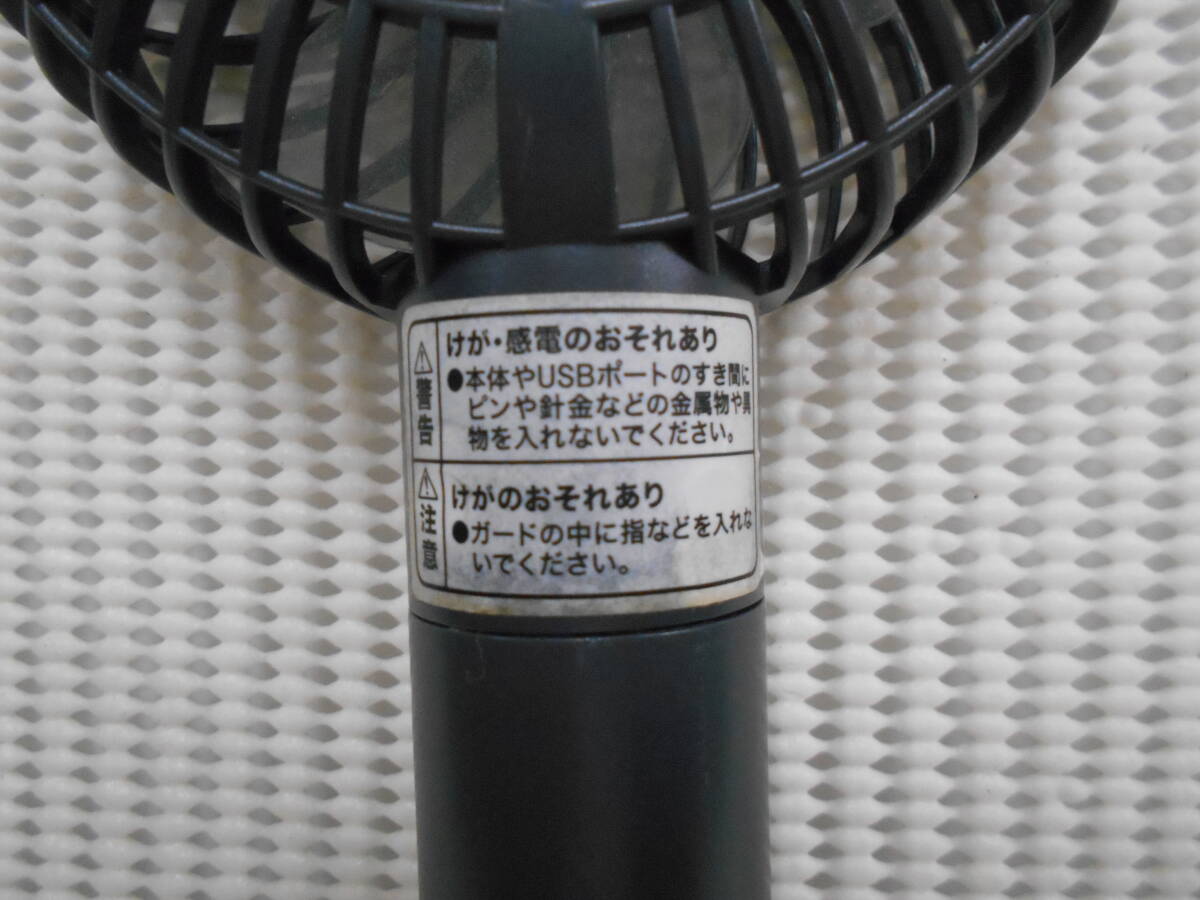 ⚠警告
けが・感電のおそれあり
●本体やUSBポートのすき間に
ピンや針金などの金属物や異
物を入れないでください。
⚠注意
けがのおそれあり
●ガードの中に指などを入れな
いでください。